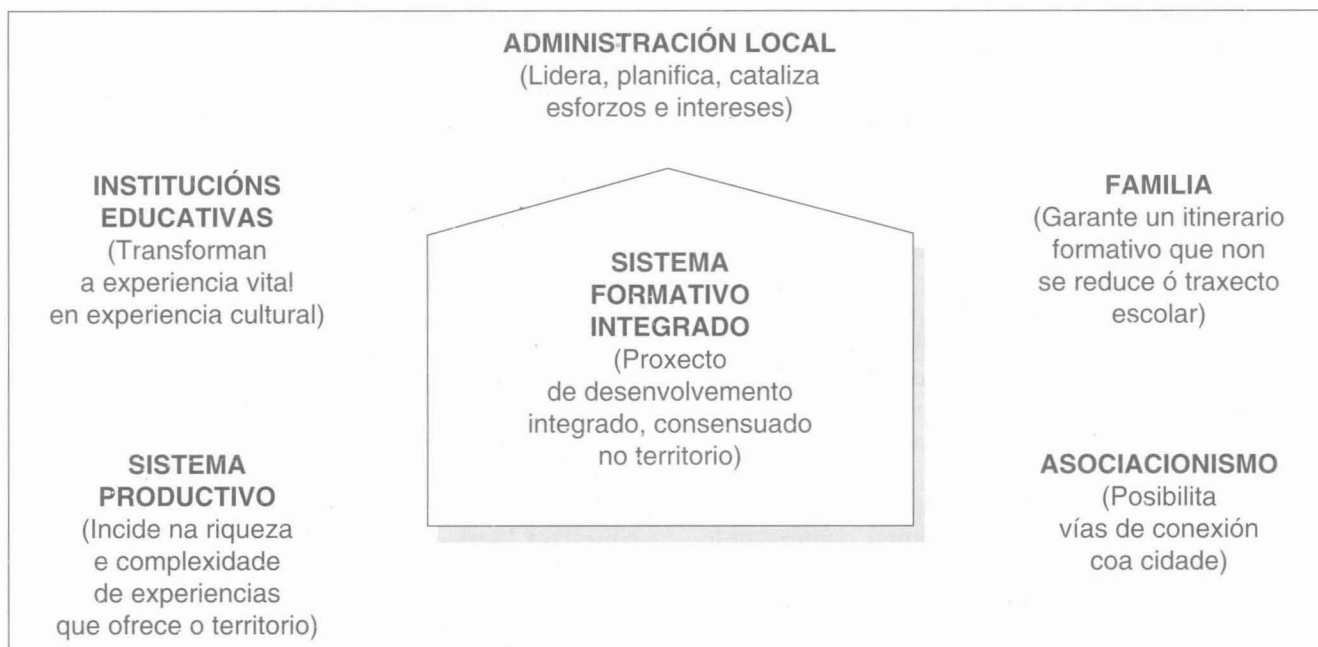 ADMINISTRACIÓN LOCAL
(Lidera, planifica, cataliza
esforzos e intereses)
INSTITUCIÓNS
EDUCATIVAS
(Transforman
a experiencia vital
en experiencia cultural)
FAMILIA
(Garante un itinerario
formativo que non
se reduce ó traxecto
escolar)
SISTEMA
FORMATIVO
INTEGRADO
(Proxecto
de desenvolvemento
integrado, consensuado
no territorio)
SISTEMA
PRODUCTIVO
(Incide na riqueza
e complexidade
de experiencias
que ofrece o territorio)
ASOCIACIONISMO
(Posibilita
vías de conexión
coa cidade)